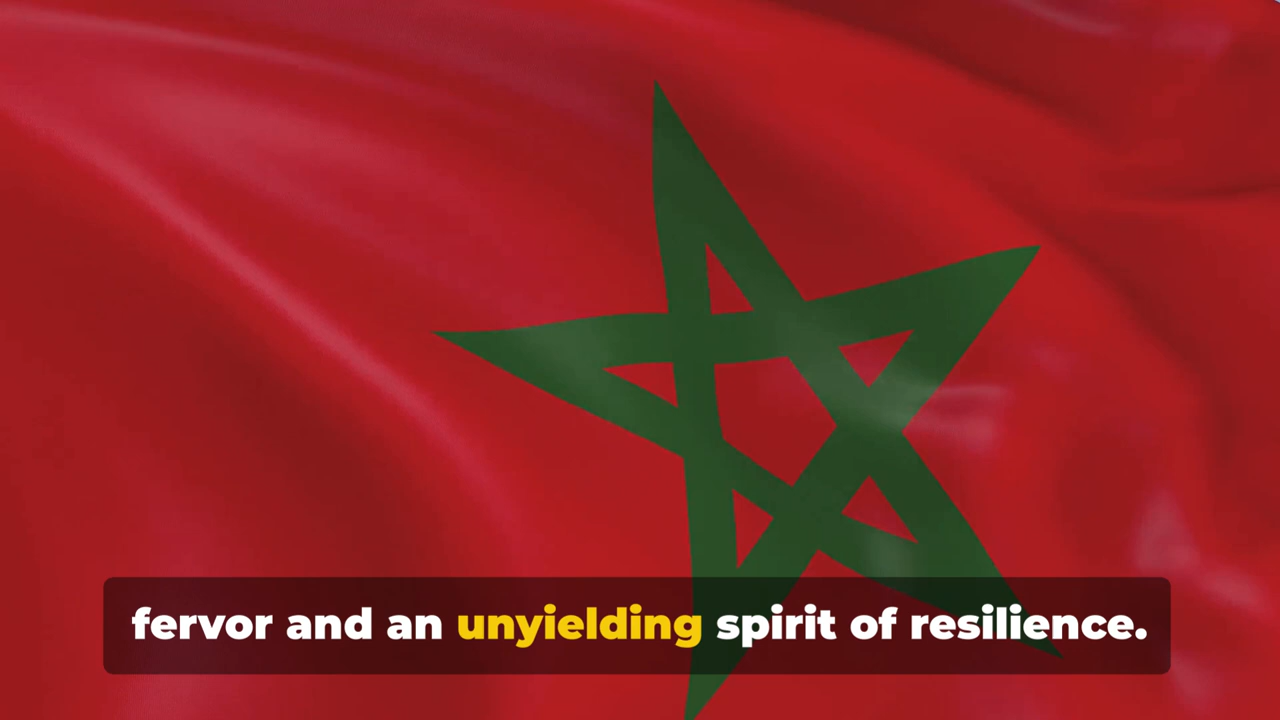 fervor and an unyielding spirit of resilience.